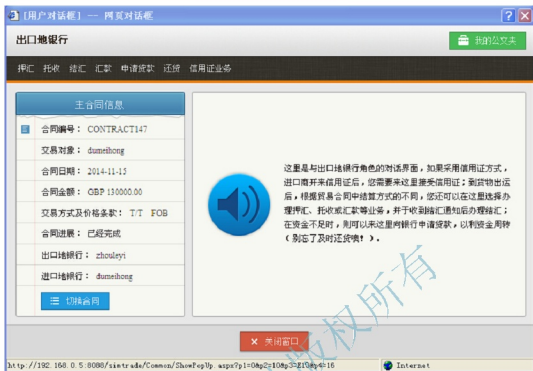 [用户对话框] -- 网页对话框
出口地银行
我的公文夹
押汇 托收 结汇 汇款 申请贷款 还贷 信用证业务
主合同信息
合同编号： CONTRACT147
交易对象： dumeihong
合同日期： 2014-11-15
合同金额： GBP 130000.00
交易方式及价格条款： T/T FOB
合同进展： 已经完成
出口地银行： zhouleyi
进口地银行： dumeihong
切换合同
这里是与出口地银行角色的对话界面，如果采用信用证方式，
进口商开来信用证后，您需要来这里接受信用证；到货物出运
后，根据贸易合同中结算方式的不同，您还可以在这里选择办
理押汇、托收或汇款等业务，并于收到结汇通知后办理结汇；
在资金不足时，则可以来这里向银行申请贷款，以利资金周转
（别忘了及时还贷噢！）。
关闭窗口
版权所有
http://192.168.0.5:8088/simtrade/Common/ShowPopUp.aspx?p1=0&p2=10&p3=E10&p4=16
Internet